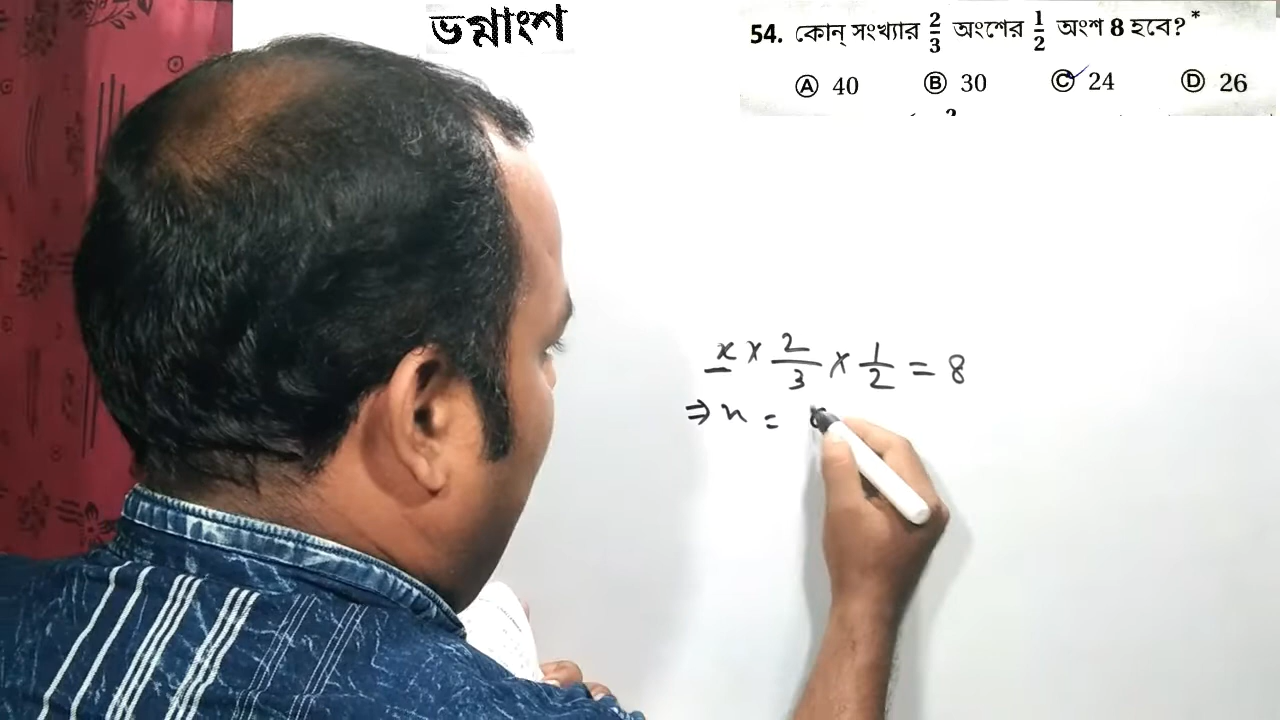 ভগ্নাংশ
54. কোন্ সংখ্যার 2/3 অংশের 1/2 অংশ 8 হবে?*
Ⓐ 40 Ⓑ 30 Ⓒ 24 Ⓓ 26
x × 2/3 × 1/2 = 8
⇒ x =